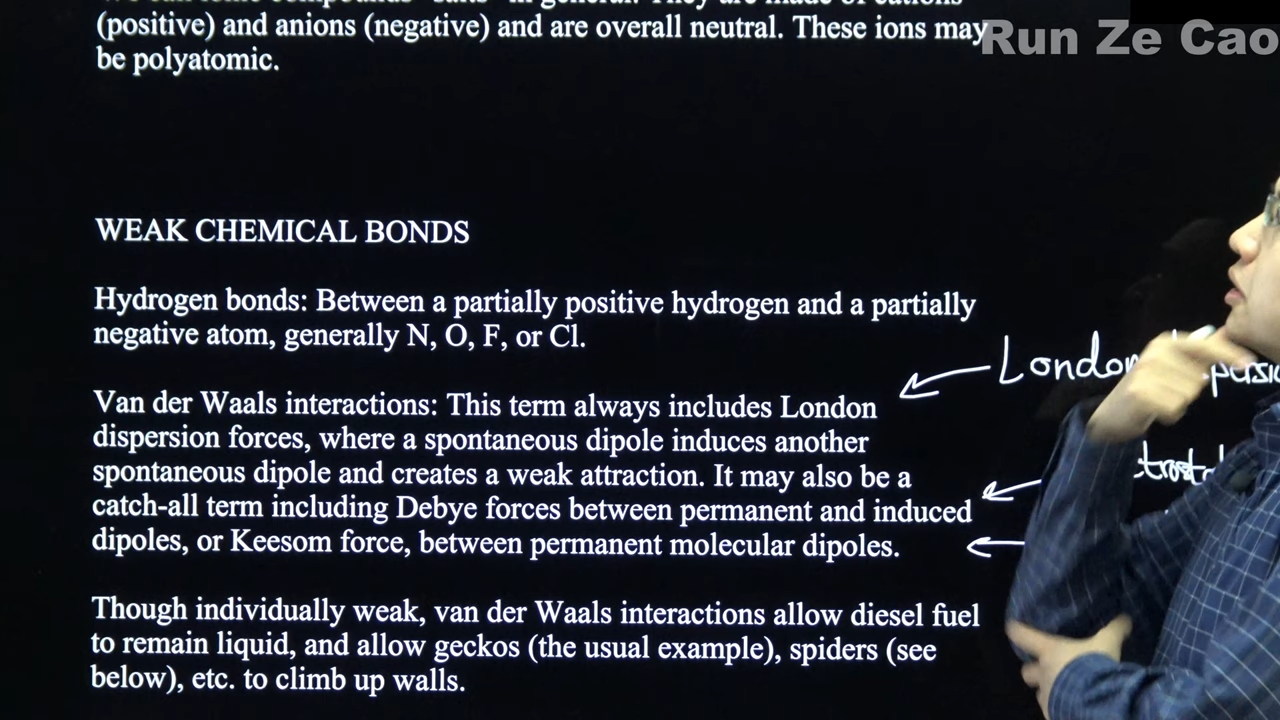 (positive) and anions (negative) and are overall neutral. These ions may
be polyatomic.
Run Ze Cao
WEAK CHEMICAL BONDS
Hydrogen bonds: Between a partially positive hydrogen and a partially
negative atom, generally N, O, F, or Cl.
Van der Waals interactions: This term always includes London
dispersion forces, where a spontaneous dipole induces another
spontaneous dipole and creates a weak attraction. It may also be a
catch-all term including Debye forces between permanent and induced
dipoles, or Keesom force, between permanent molecular dipoles.
London
Though individually weak, van der Waals interactions allow diesel fuel
to remain liquid, and allow geckos (the usual example), spiders (see
below), etc. to climb up walls.